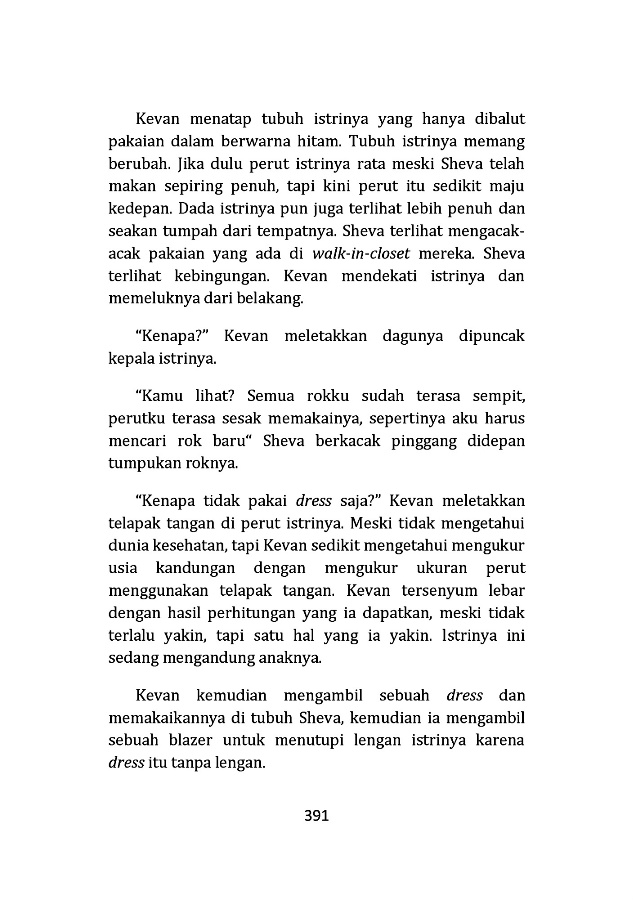 Kevan menatap tubuh istrinya yang hanya dibalut
pakaian dalam berwarna hitam. Tubuh istrinya memang
berubah. Jika dulu perut istrinya rata meski Sheva telah
makan sepiring penuh, tapi kini perut itu sedikit maju
kedepan. Dada istrinya pun juga terlihat lebih penuh dan
seakan tumpah dari tempatnya. Sheva terlihat mengacak-
acak pakaian yang ada di walk-in-closet mereka. Sheva
terlihat kebingungan. Kevan mendekati istrinya dan
memeluknya dari belakang.
“Kenapa?” Kevan meletakkan dagunya dipuncak
kepala istrinya.
“Kamu lihat? Semua rokku sudah terasa sempit,
perutku terasa sesak memakainya, sepertinya aku harus
mencari rok baru“ Sheva berkacak pinggang didepan
tumpukan roknya.
“Kenapa tidak pakai dress saja?” Kevan meletakkan
telapak tangan di perut istrinya. Meski tidak mengetahui
dunia kesehatan, tapi Kevan sedikit mengetahui mengukur
usia kandungan dengan mengukur ukuran perut
menggunakan telapak tangan. Kevan tersenyum lebar
dengan hasil perhitungan yang ia dapatkan, meski tidak
terlalu yakin, tapi satu hal yang ia yakin. Istrinya ini
sedang mengandung anaknya.
Kevan kemudian mengambil sebuah dress dan
memakaikannya di tubuh Sheva, kemudian ia mengambil
sebuah blazer untuk menutupi lengan istrinya karena
dress itu tanpa lengan.
391